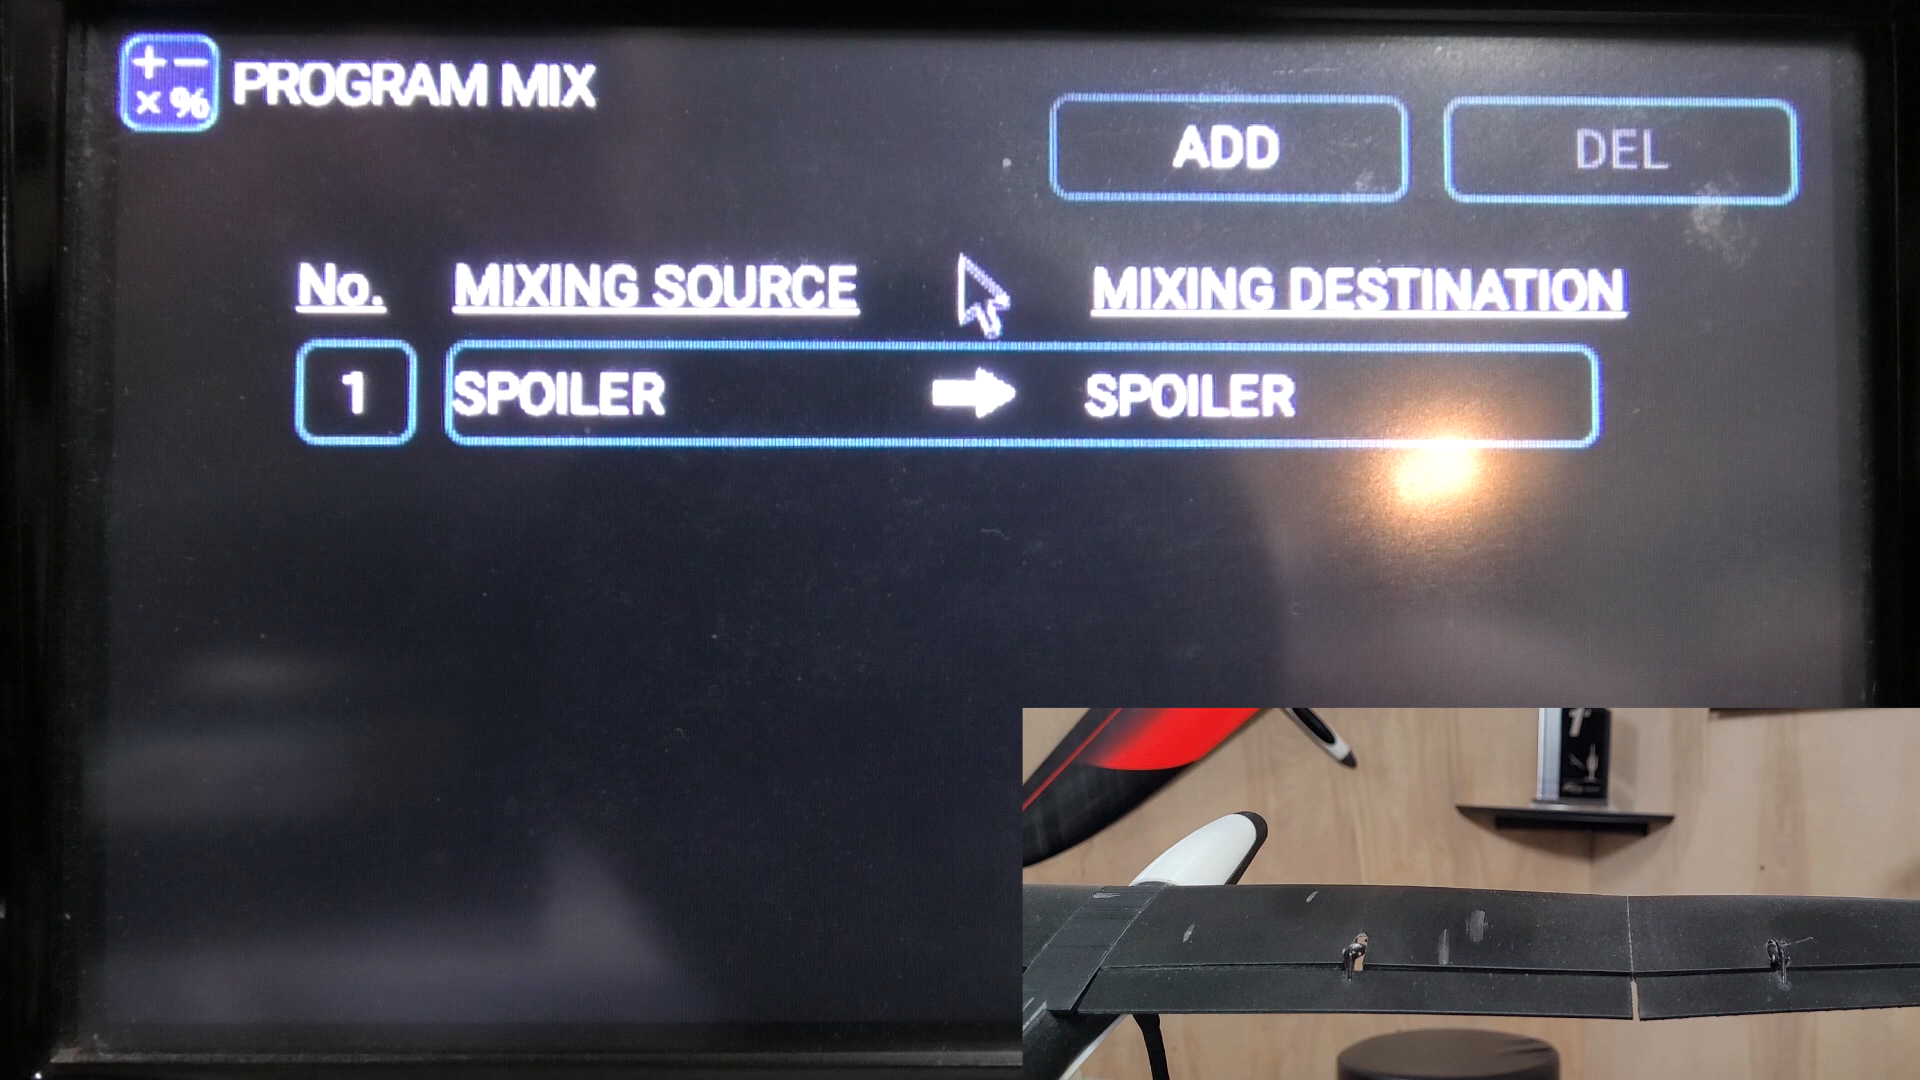 PROGRAM MIX
ADD
DEL
No.
MIXING SOURCE
MIXING DESTINATION
1
SPOILER
SPOILER